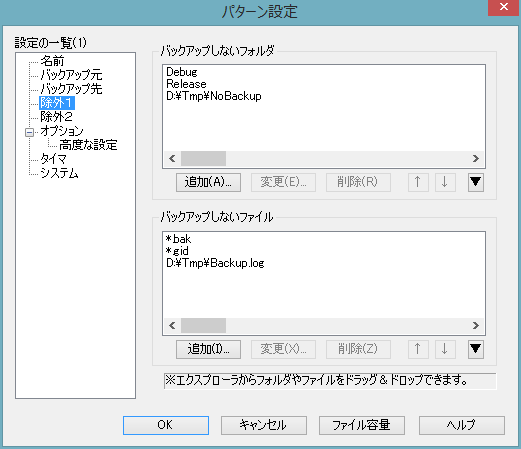 パターン設定
設定の一覧(1)
名前
バックアップ元
バックアップ先
除外1
除外2
オプション
高度な設定
タイマ
システム
バックアップしないフォルダ
Debug
Release
D:¥Tmp¥NoBackup
追加(A)... 変更(E)... 削除(R) ↑ ↓ ▼
バックアップしないファイル
*.bak
*.gid
D:¥Tmp¥Backup.log
追加(I)... 変更(X)... 削除(Z) ↑ ↓ ▼
※エクスプローラからフォルダやファイルをドラッグ&ドロップできます。
OK キャンセル ファイル容量 ヘルプ